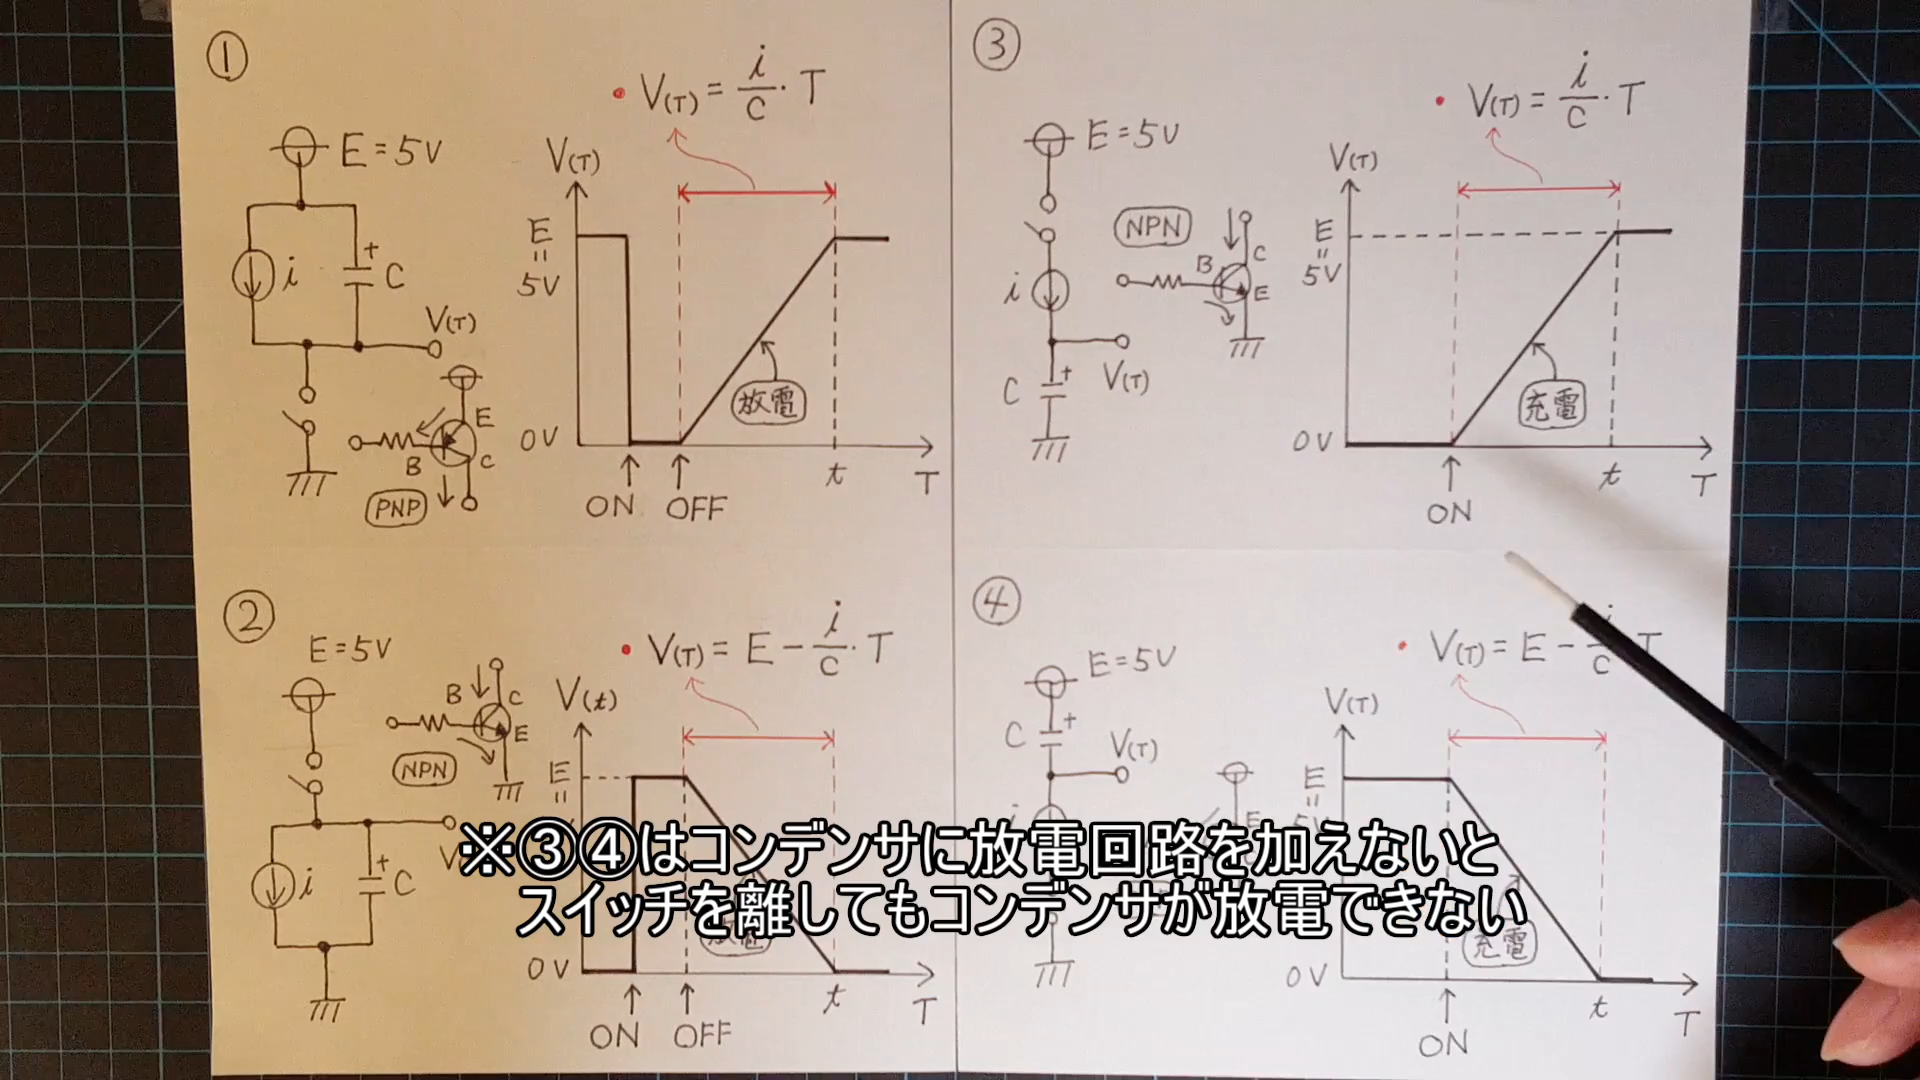 ①
・V(T) = i/C・T
E=5V
i
+
C
V(T)
E
B
C
PNP
V(T)
E
=
5V
放電
0V
ON
OFF
t
T
②
E=5V
・V(T) = E - i/C・T
B
C
E
NPN
i
+
C
V(t)
E
=
0V
ON
OFF
t
T
③
・V(T) = i/C・T
E=5V
i
V(T)
C
+
NPN
B
C
E
V(T)
E
=
5V
充電
0V
ON
t
T
④
E=5V
C
+
V(T)
E
V(T)
E
=
充電
0V
ON
t
T
※③④はコンデンサに放電回路を加えないと
スイッチを離してもコンデンサが放電できない